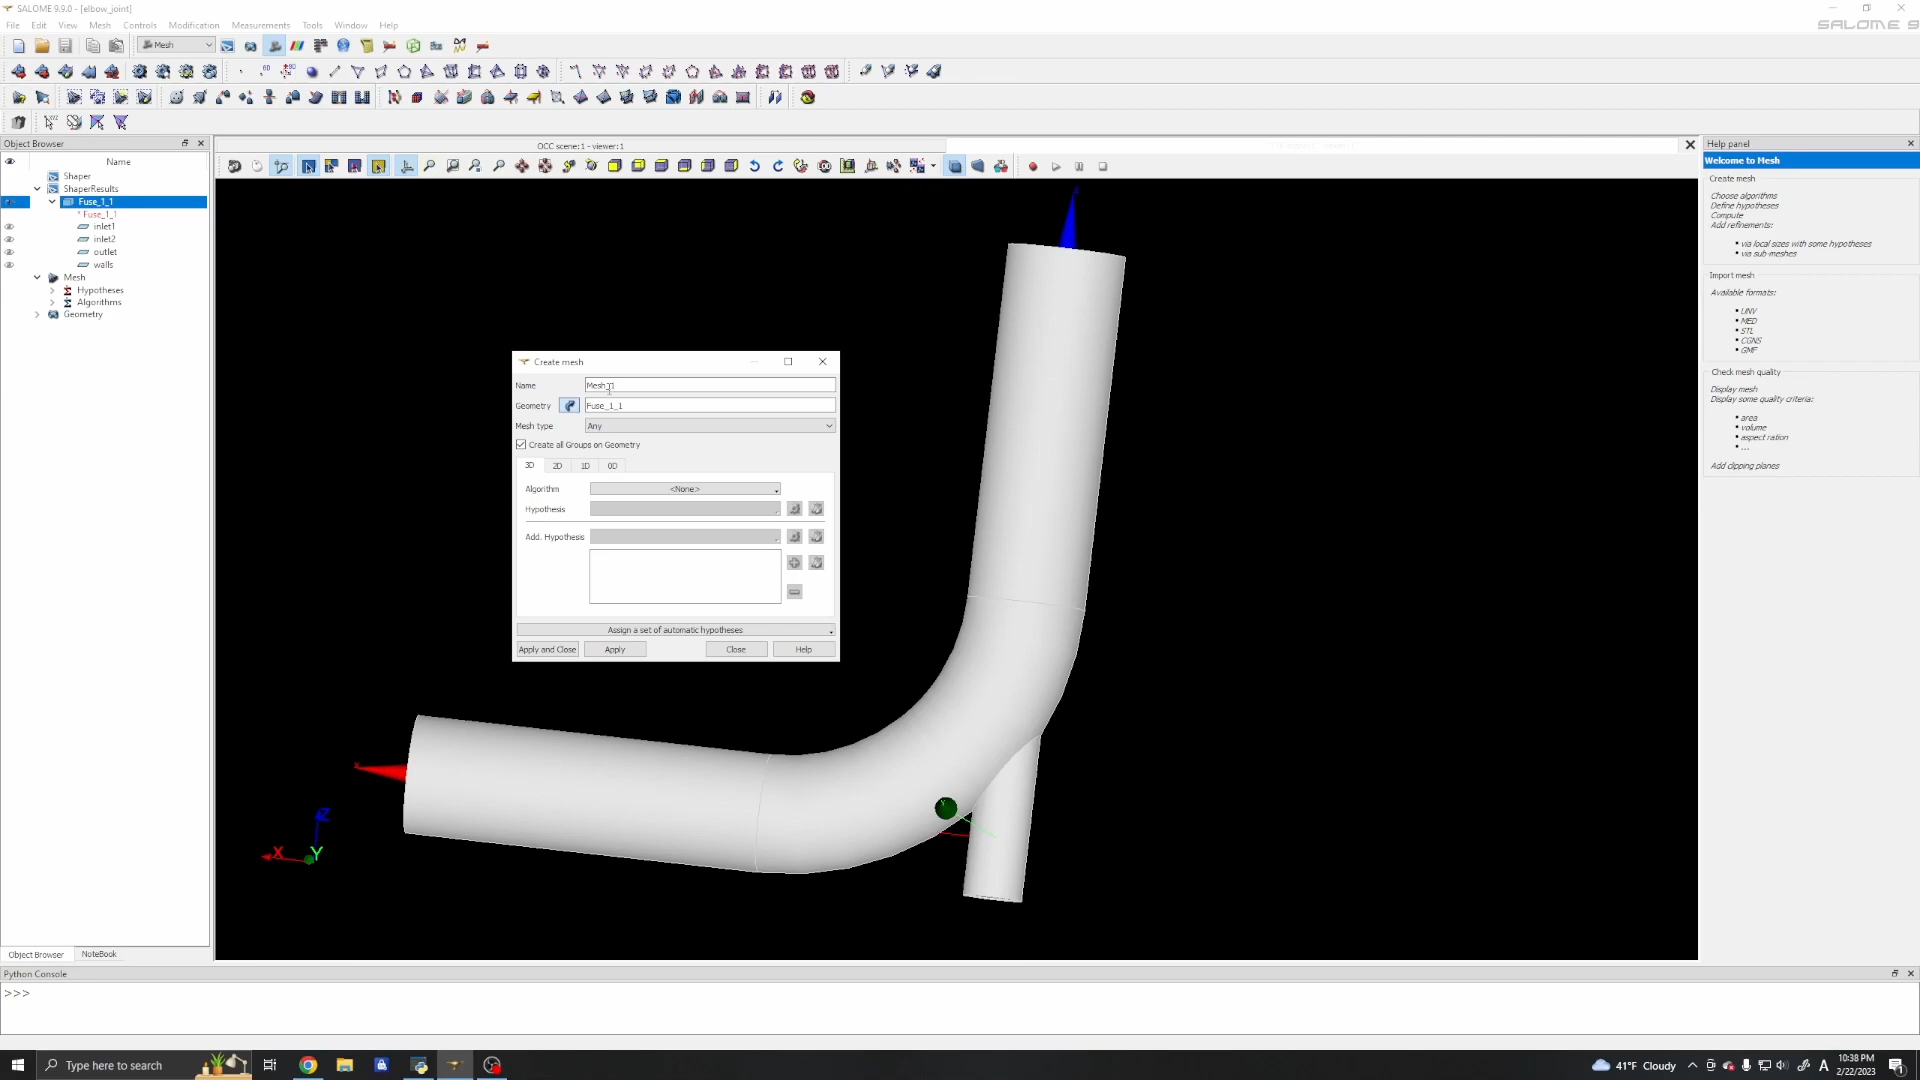 SALOME 9.9.0 - [elbow_joint]
File Edit View Mesh Controls Modification Measurements Tools Window Help
SALOME 9
Mesh
Object Browser
Name
Shaper
ShaperResults
Fuse_1_1
* Fuse_1_1
inlet1
inlet2
outlet
walls
Mesh
Hypotheses
Algorithms
Geometry
Object Browser NoteBook
OCC scene:1 - viewer:1
Create mesh
Name Mesh_1
Geometry Fuse_1_1
Mesh type Any
Create all Groups on Geometry
3D 2D 1D 0D
Algorithm <None>
Hypothesis
Add. Hypothesis
Assign a set of automatic hypotheses
Apply and Close Apply Close Help
X Z Y
Y
Help panel
Welcome to Mesh
Create mesh
Choose algorithms
Define hypotheses
Compute
Add refinements:
via local sizes with some hypotheses
via sub-meshes
Import mesh
Available formats:
UNV
MED
STL
CGNS
GMF
Check mesh quality
Display mesh
Display some quality criteria:
area
volume
aspect ration
...
Add clipping planes
Python Console
>>>
Type here to search
41°F Cloudy
A
10:38 PM
2/22/2023